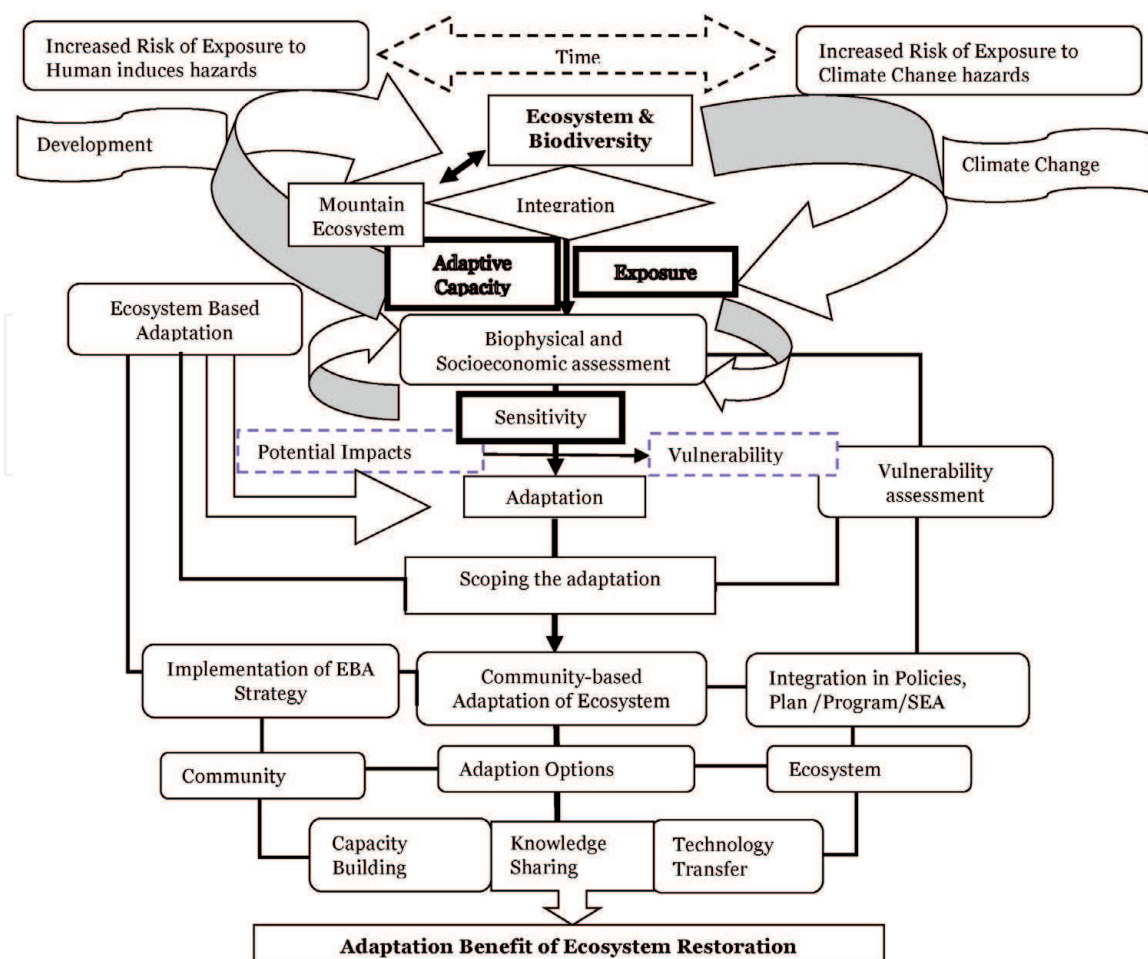 Increased Risk of Exposure to
Human induces hazards
Time
Increased Risk of Exposure to
Climate Change hazards
Ecosystem &
Biodiversity
Development
Climate Change
Mountain
Ecosystem
Integration
Adaptive
Capacity
Exposure
Ecosystem Based
Adaptation
Biophysical and
Socioeconomic assessment
Sensitivity
Potential Impacts
Vulnerability
Vulnerability
assessment
Adaptation
Scoping the adaptation
Implementation of EBA
Strategy
Community-based
Adaptation of Ecosystem
Integration in Policies,
Plan /Program/SEA
Community
Adaption Options
Ecosystem
Capacity
Building
Knowledge
Sharing
Technology
Transfer
Adaptation Benefit of Ecosystem Restoration